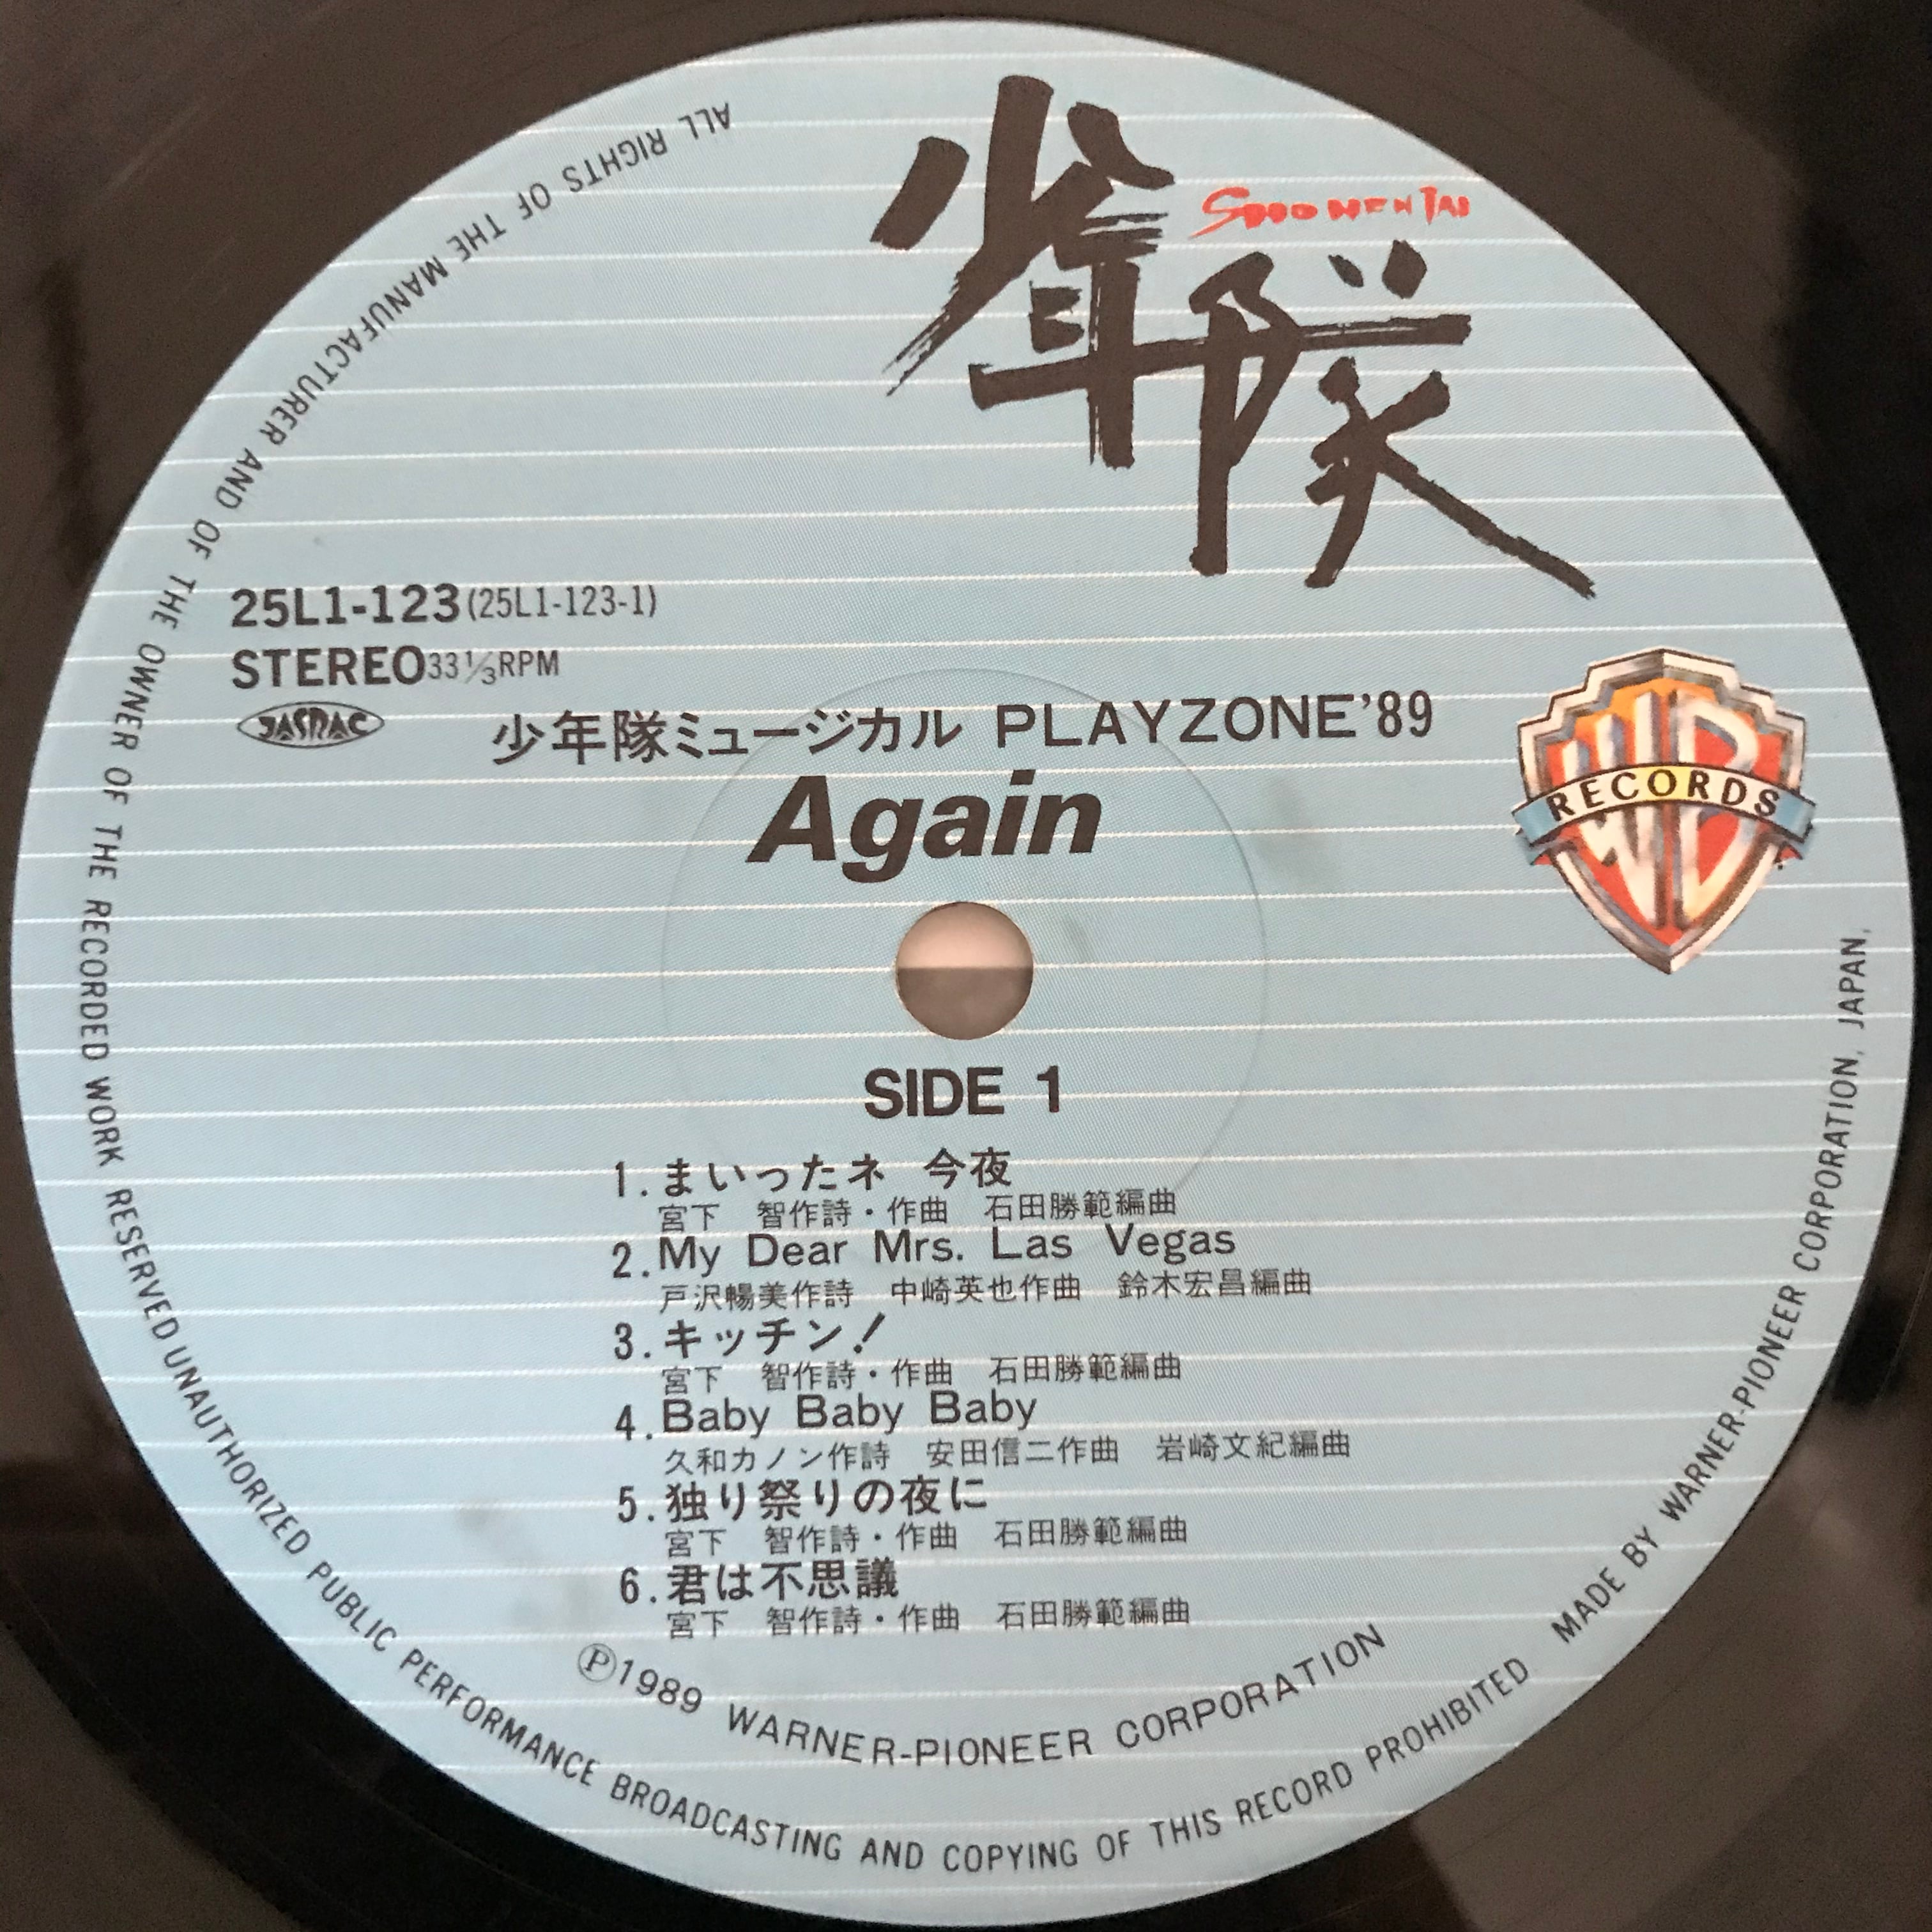 少年隊
SHOONENTAI
25L1-123(25L1-123-1)
STEREO 33 1/3 RPM
JASRAC
少年隊ミュージカル PLAYZONE'89
Again
WB
RECORDS
SIDE 1
1. まいったネ 今夜
宮下 智作詩・作曲 石田勝範編曲
2. My Dear Mrs. Las Vegas
戸沢暢美作詩 中崎英也作曲 鈴木宏昌編曲
3. キッチン!
宮下 智作詩・作曲 石田勝範編曲
4. Baby Baby Baby
久和カノン作詩 安田信二作曲 岩崎文紀編曲
5. 独り祭りの夜に
宮下 智作詩・作曲 石田勝範編曲
6. 君は不思議
宮下 智作詩・作曲 石田勝範編曲
Ⓟ1989 WARNER-PIONEER CORPORATION
ALL RIGHTS OF THE MANUFACTURER AND OF THE OWNER OF THE RECORDED WORK RESERVED UNAUTHORIZED PUBLIC PERFORMANCE BROADCASTING AND COPYING OF THIS RECORD PROHIBITED MADE BY WARNER-PIONEER CORPORATION, JAPAN,